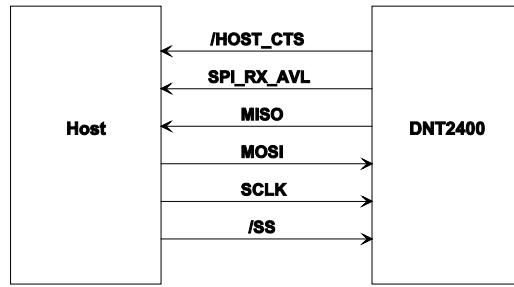 /HOST_CTS
SPI_RX_AVL
MISO
Host
DNT2400
MOSI
SCLK
/SS